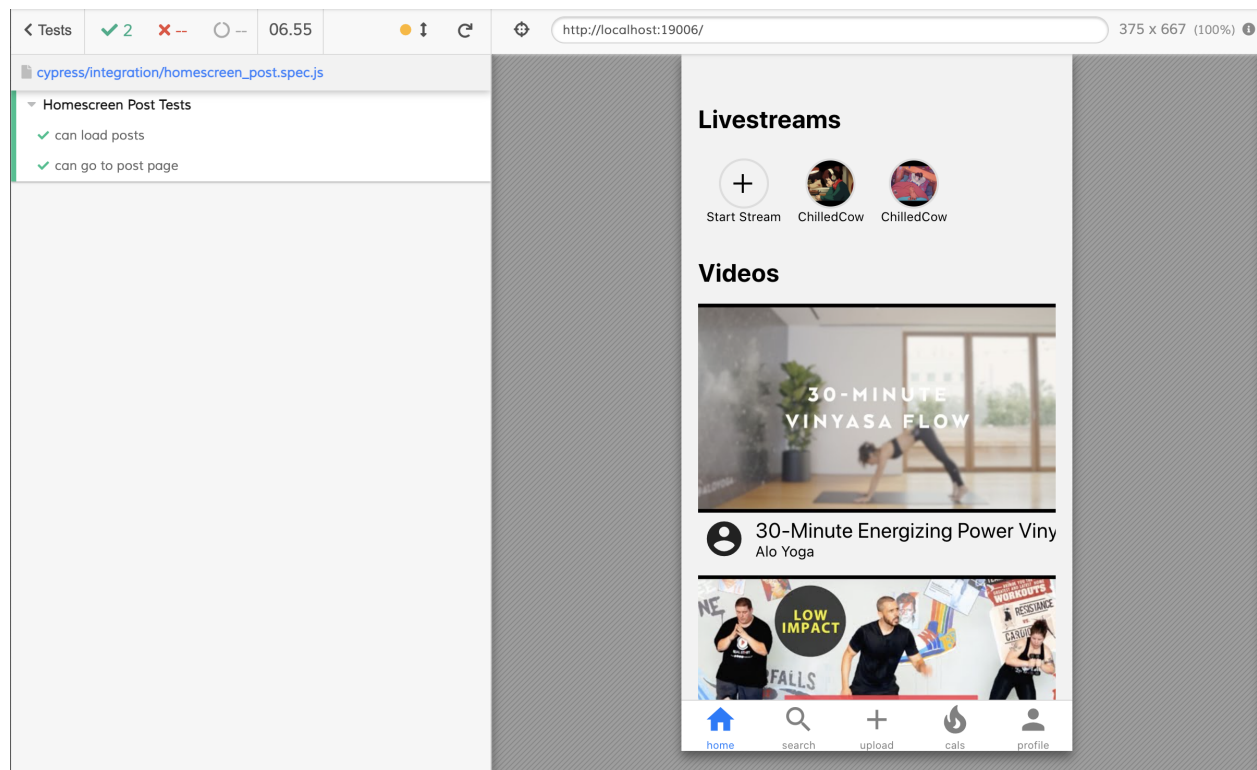 Tests
2
--
--
06.55
http://localhost:19006/
375 x 667 (100%)
cypress/integration/homescreen_post.spec.js
Homescreen Post Tests
can load posts
can go to post page
Livestreams
Start Stream
ChilledCow
ChilledCow
Videos
30-MINUTE
VINYASA FLOW
30-Minute Energizing Power Viny
Alo Yoga
WORKOUTS
RESISTANCE
LOW
IMPACT
home
search
upload
cals
profile